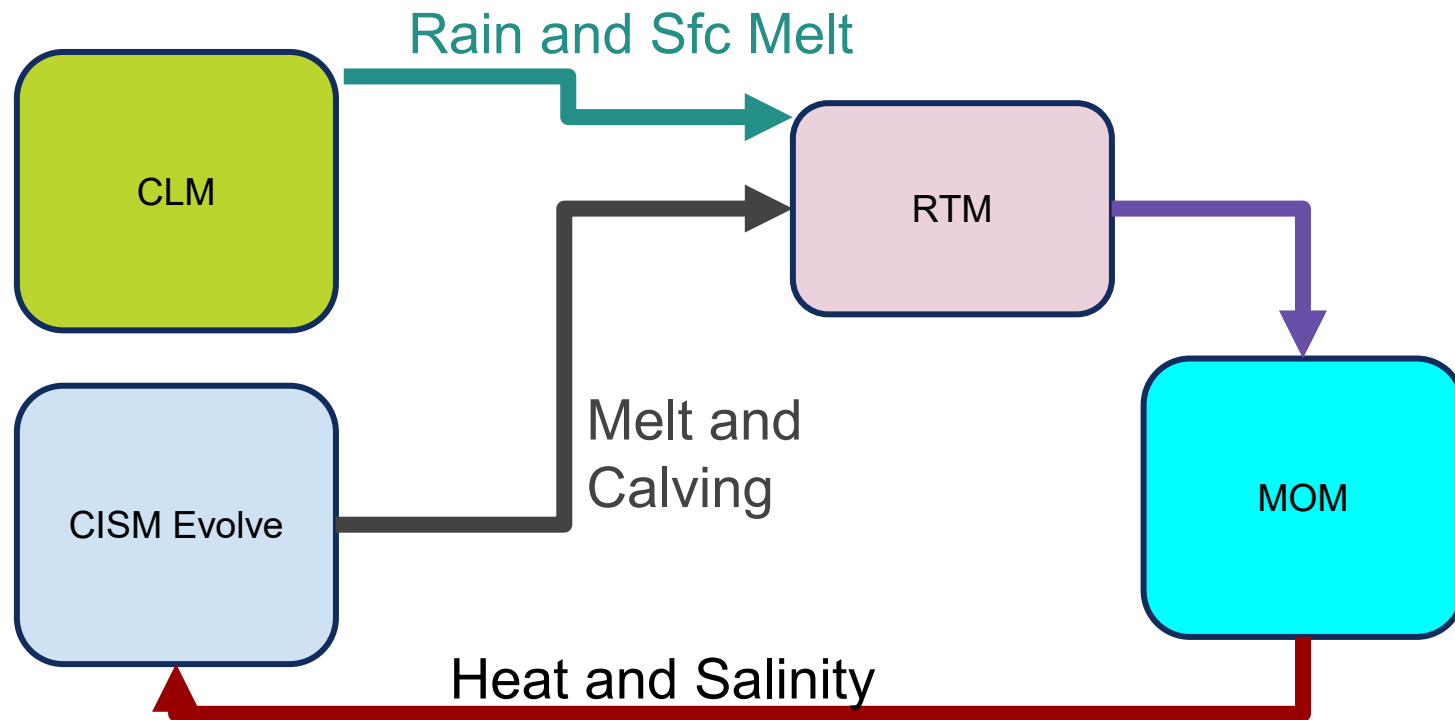 Rain and Sfc Melt
CLM
RTM
Melt and
Calving
CISM Evolve
MOM
Heat and Salinity